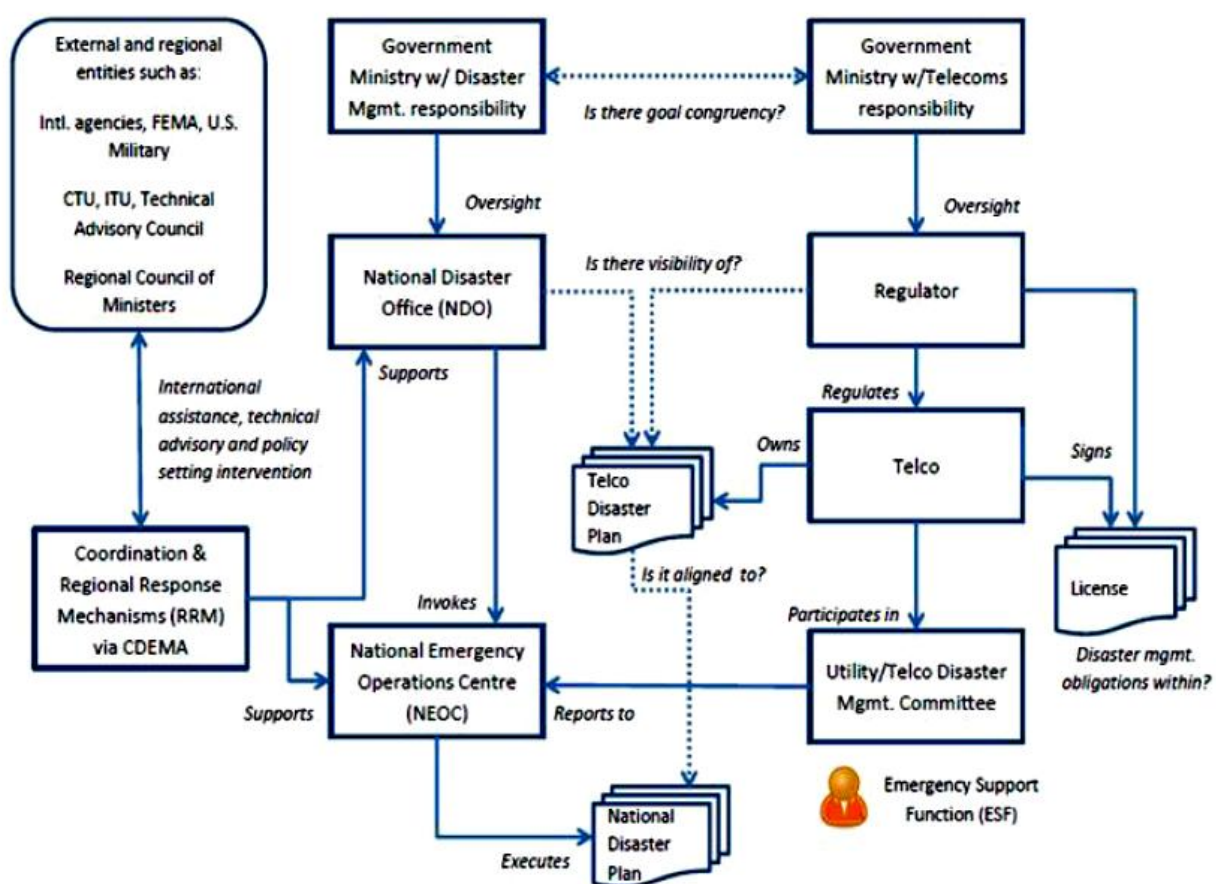 External and regional
entities such as:
Intl. agencies, FEMA, U.S.
Military
CTU, ITU, Technical
Advisory Council
Regional Council of
Ministers
Government
Ministry w/ Disaster
Mgmt. responsibility
Is there goal congruency?
Government
Ministry w/Telecoms
responsibility
Oversight
Oversight
National Disaster
Office (NDO)
Is there visibility of?
Regulator
Supports
International
assistance, technical
advisory and policy
setting intervention
Regulates
Owns
Telco
Signs
Telco
Disaster
Plan
Coordination &
Regional Response
Mechanisms (RRM)
via CDEMA
Is it aligned to?
License
Invokes
Participates in
Disaster mgmt.
obligations within?
National Emergency
Operations Centre
(NEOC)
Supports
Reports to
Utility/Telco Disaster
Mgmt. Committee
Emergency Support
Function (ESF)
Executes
National
Disaster
Plan